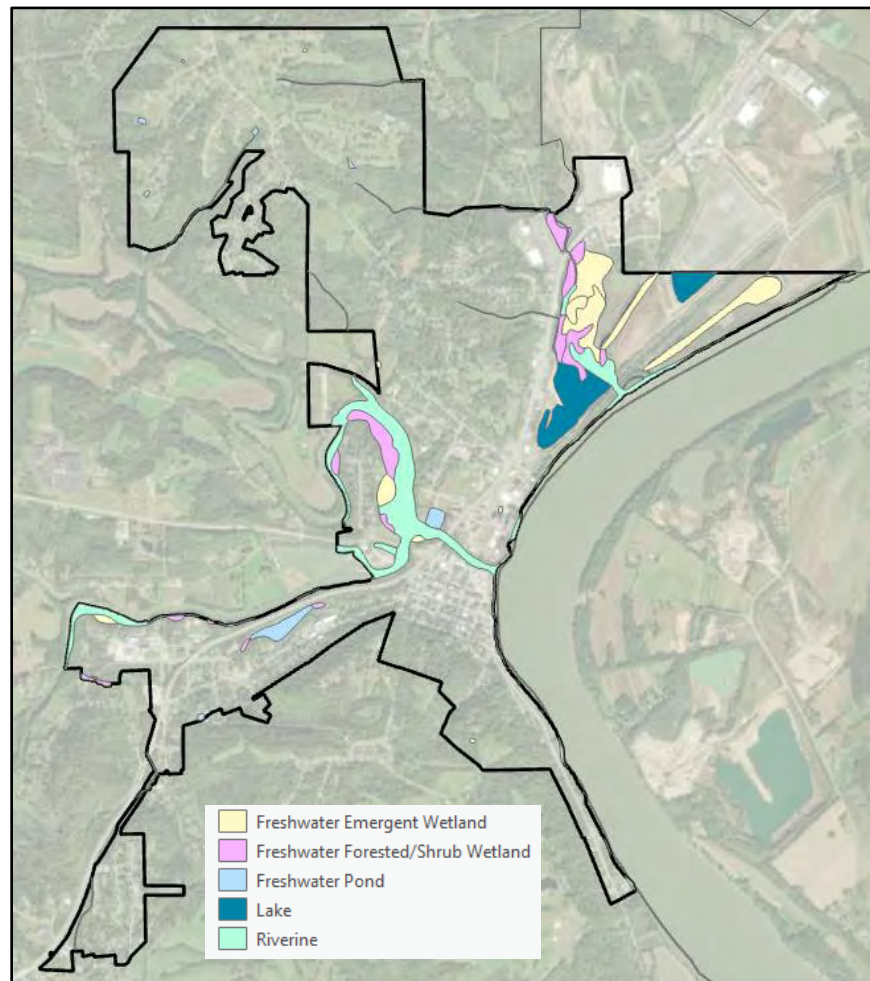 Freshwater Emergent Wetland
Freshwater Forested/Shrub Wetland
Freshwater Pond
Lake
Riverine